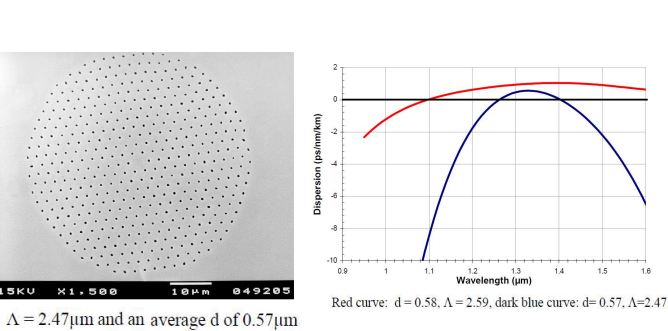 15KU X1,500 10μm 049205
Λ = 2.47μm and an average d of 0.57μm
Dispersion (ps/nm/km)
2
0
-2
-4
-6
-8
-10
0.9 1 1.1 1.2 1.3 1.4 1.5 1.6
Wavelength (μm)
Red curve: d = 0.58, Λ = 2.59, dark blue curve: d= 0.57, Λ=2.47